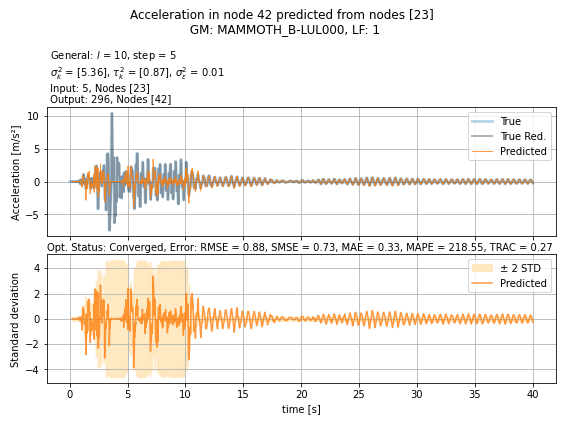 Acceleration in node 42 predicted from nodes [23]
GM: MAMMOTH_B-LUL000, LF: 1
General: l = 10, step = 5
σ²ₖ = [5.36], τ²ₖ = [0.87], σ²ε = 0.01
Input: 5, Nodes [23]
Output: 296, Nodes [42]
10
5
0
−5
Acceleration [m/s²]
True
True Red.
Predicted
Opt. Status: Converged, Error: RMSE = 0.88, SMSE = 0.73, MAE = 0.33, MAPE = 218.55, TRAC = 0.27
4
2
0
−2
−4
Standard deviation
± 2 STD
Predicted
0 5 10 15 20 25 30 35 40
time [s]